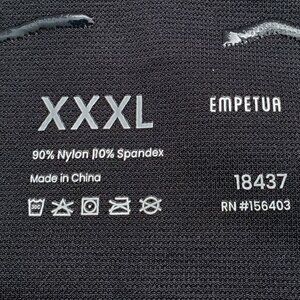 XXXL
EMPETUA
90% Nylon |10% Spandex
Made in China
18437
RN #156403